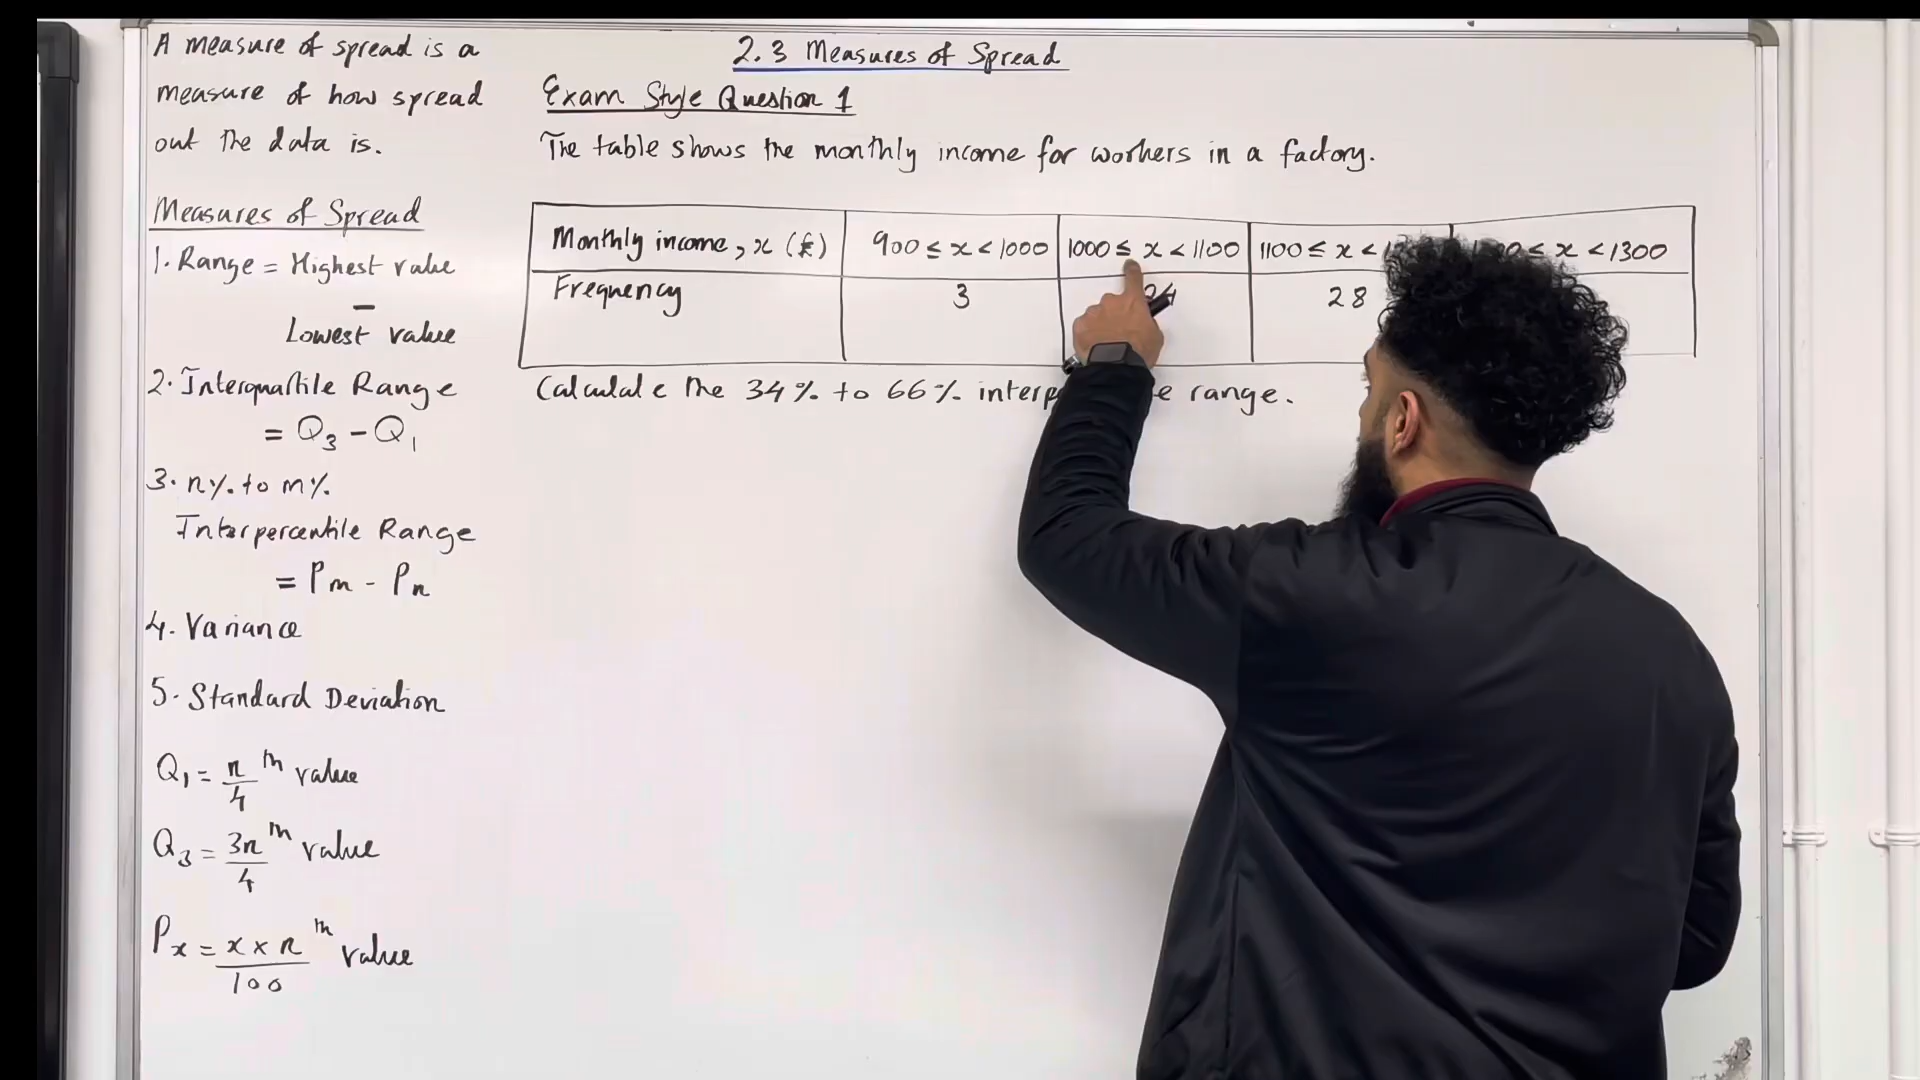 A measure of spread is a
measure of how spread
out the data is.
Measures of Spread
1. Range = Highest value
-
Lowest value
2. Interquartile Range
= Q₃ - Q₁
3. n% to m%
Interpercentile Range
= Pm - Pn
4. Variance
5. Standard Deviation
Q₁ = n/4 th value
Q₃ = 3n/4 th value
Pₓ = x × n/100 th value
2.3 Measures of Spread
Exam Style Question 1
The table shows the monthly income for workers in a factory.
Monthly income, x (£) 900 ≤ x < 1000 1000 ≤ x < 1100 1100 ≤ x < ≤ x < 1300
Frequency 3 24 28
Calculate the 34% to 66% range.